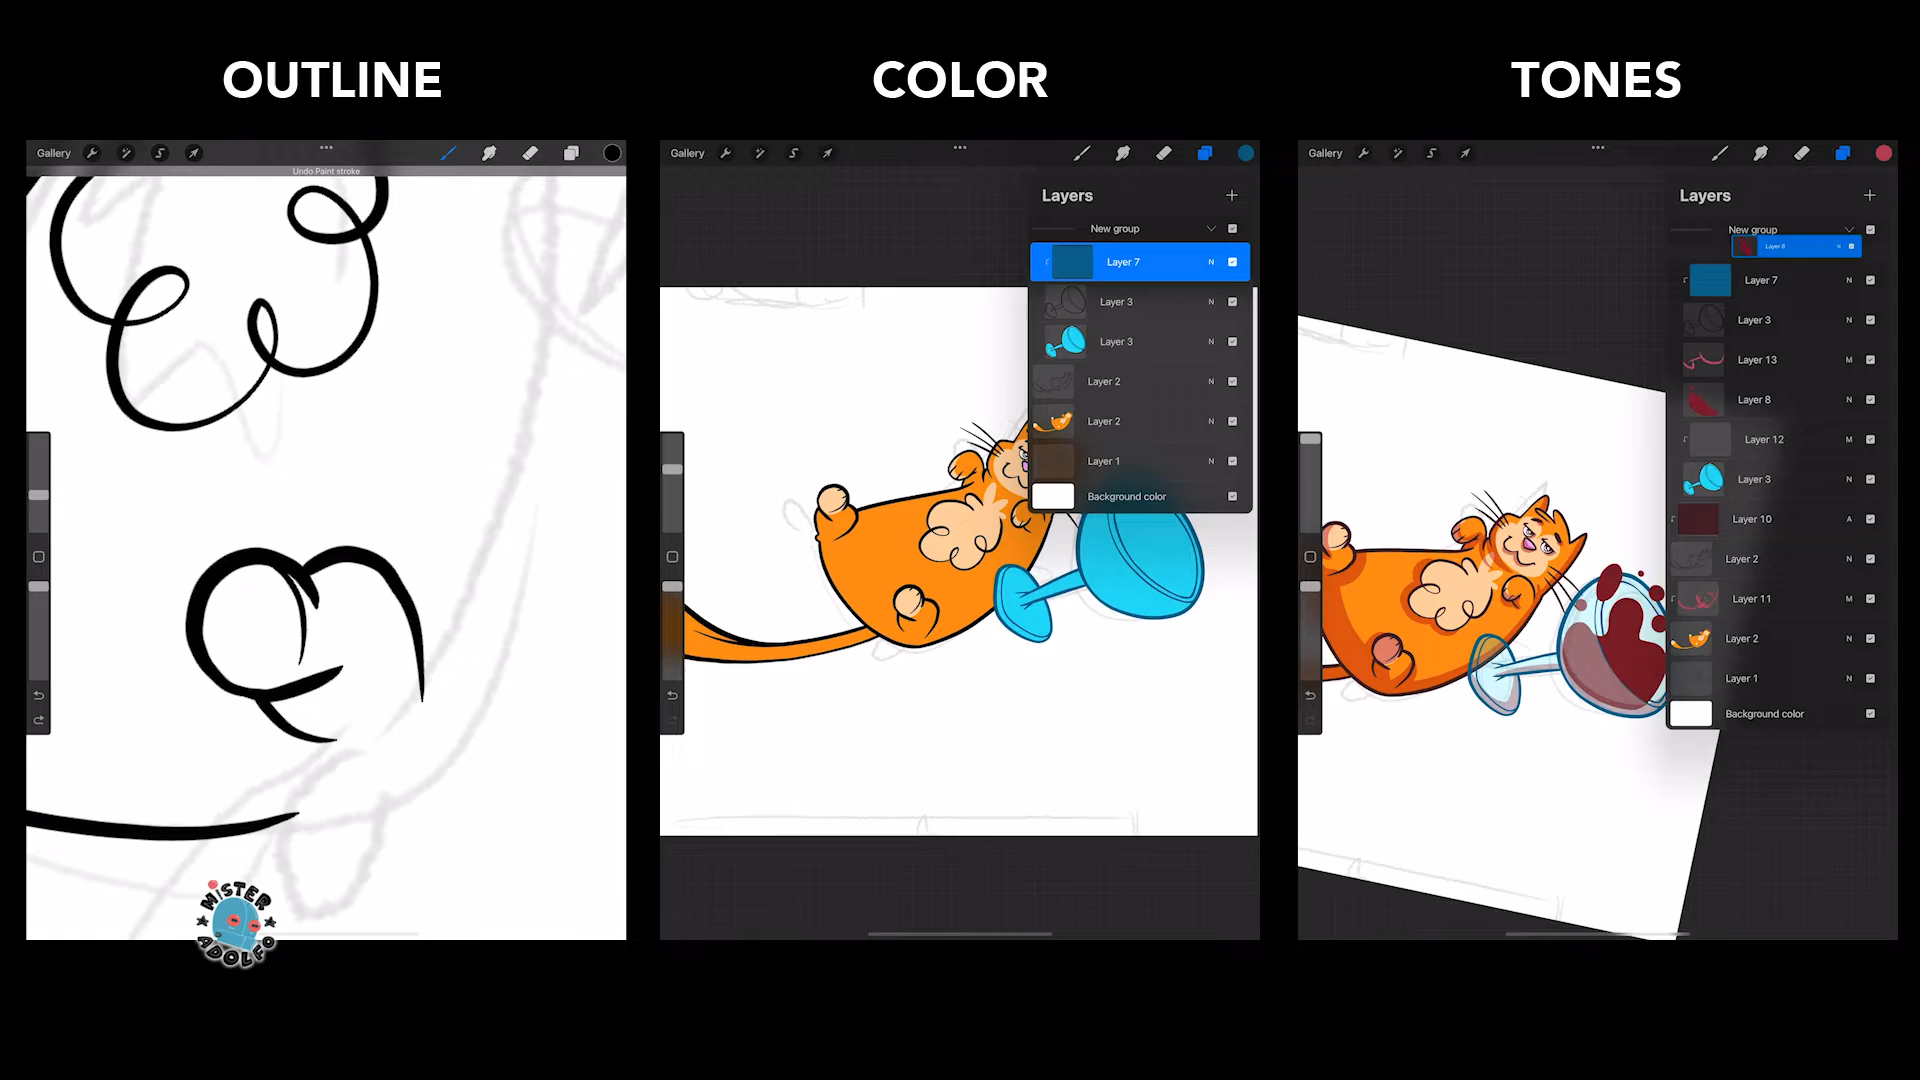 OUTLINE
COLOR
TONES
Gallery
Undo Paint stroke
MISTER
ADOLFO
Gallery
Layers
New group
Layer 7 N
Layer 3 N
Layer 3 N
Layer 2 N
Layer 2 N
Layer 1 N
Background color
Gallery
Layers
New group
Layer 8 N
Layer 7 N
Layer 3 N
Layer 13 M
Layer 8 N
Layer 12 M
Layer 3 N
Layer 10 A
Layer 2 N
Layer 11 M
Layer 2 N
Layer 1 N
Background color